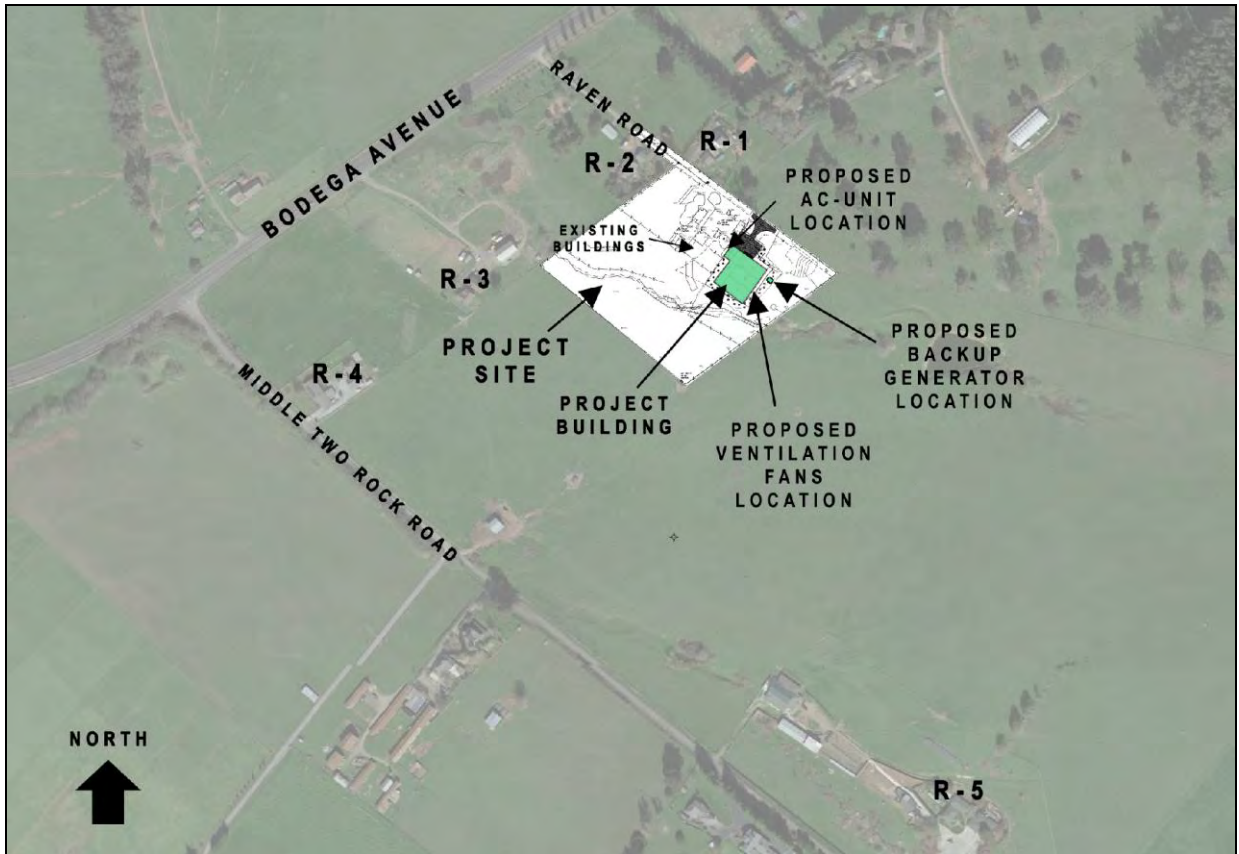 RAVEN ROAD
BODEGA AVENUE
R-1
R-2
PROPOSED
AC-UNIT
LOCATION
EXISTING
BUILDINGS
R-3
PROJECT
SITE
PROPOSED
BACKUP
GENERATOR
LOCATION
R-4
PROJECT
BUILDING
PROPOSED
VENTILATION
FANS
LOCATION
MIDDLE TWO ROCK ROAD
NORTH
R-5